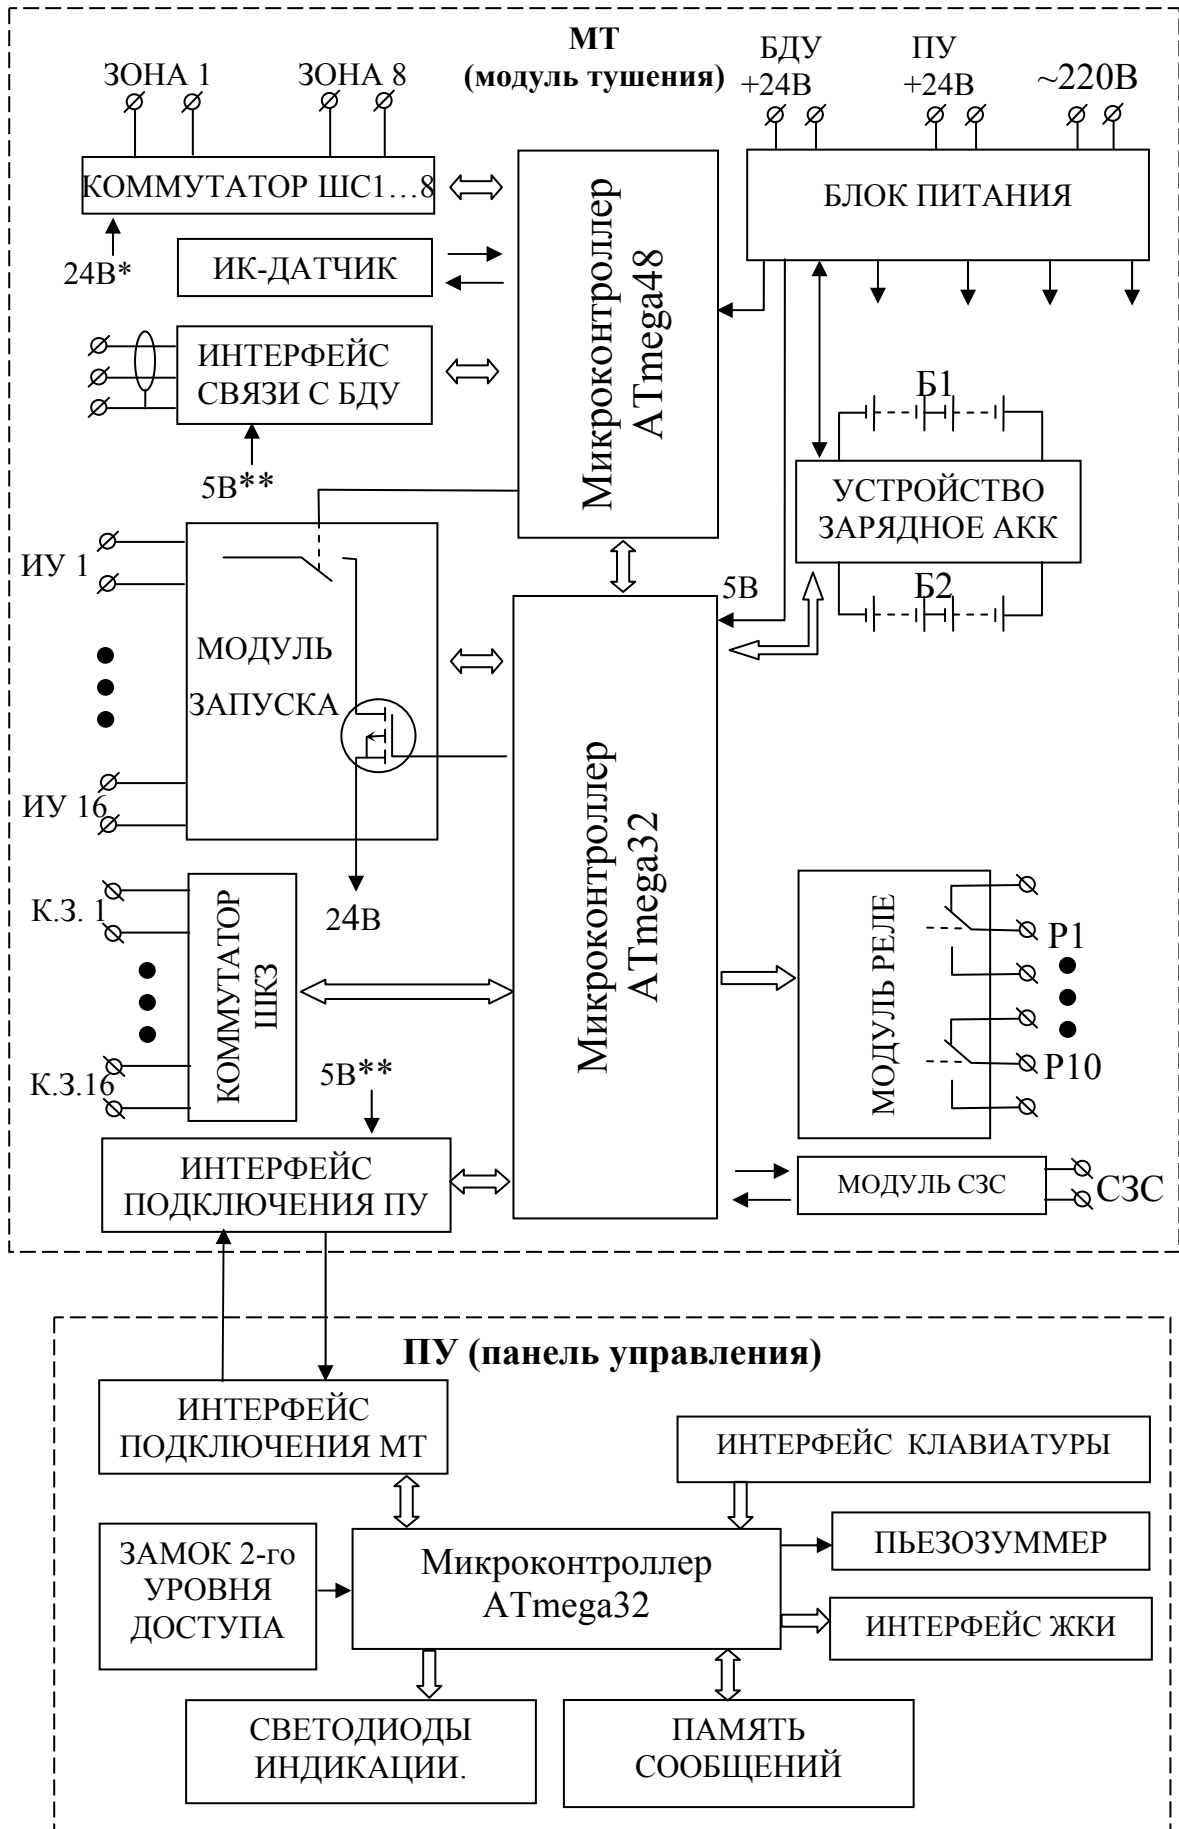 МТ
(модуль тушения)
ЗОНА 1
ЗОНА 8
БДУ
+24В
ПУ
+24В
~220В
КОММУТАТОР ШС1…8
24В*
ИК-ДАТЧИК
ИНТЕРФЕЙС
СВЯЗИ С БДУ
5В**
Микроконтроллер
ATmega48
БЛОК ПИТАНИЯ
Б1
УСТРОЙСТВО
ЗАРЯДНОЕ АКК
Б2
5В
ИУ 1
МОДУЛЬ
ЗАПУСКА
ИУ 16
24В
Микроконтроллер
ATmega32
К.З. 1
КОММУТАТОР
ШКЗ
К.З.16
5В**
МОДУЛЬ РЕЛЕ
Р1
Р10
ИНТЕРФЕЙС
ПОДКЛЮЧЕНИЯ ПУ
МОДУЛЬ СЗС
СЗС
ПУ (панель управления)
ИНТЕРФЕЙС
ПОДКЛЮЧЕНИЯ МТ
ИНТЕРФЕЙС КЛАВИАТУРЫ
ЗАМОК 2-го
УРОВНЯ
ДОСТУПА
Микроконтроллер
ATmega32
ПЬЕЗОЗУММЕР
ИНТЕРФЕЙС ЖКИ
СВЕТОДИОДЫ
ИНДИКАЦИИ.
ПАМЯТЬ
СООБЩЕНИЙ